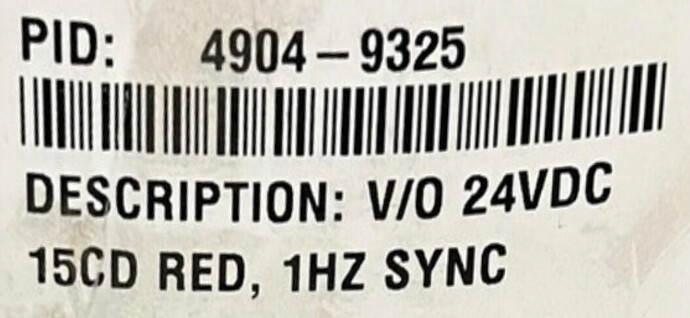 PID: 4904-9325
DESCRIPTION: V/O 24VDC
15CD RED, 1HZ SYNC